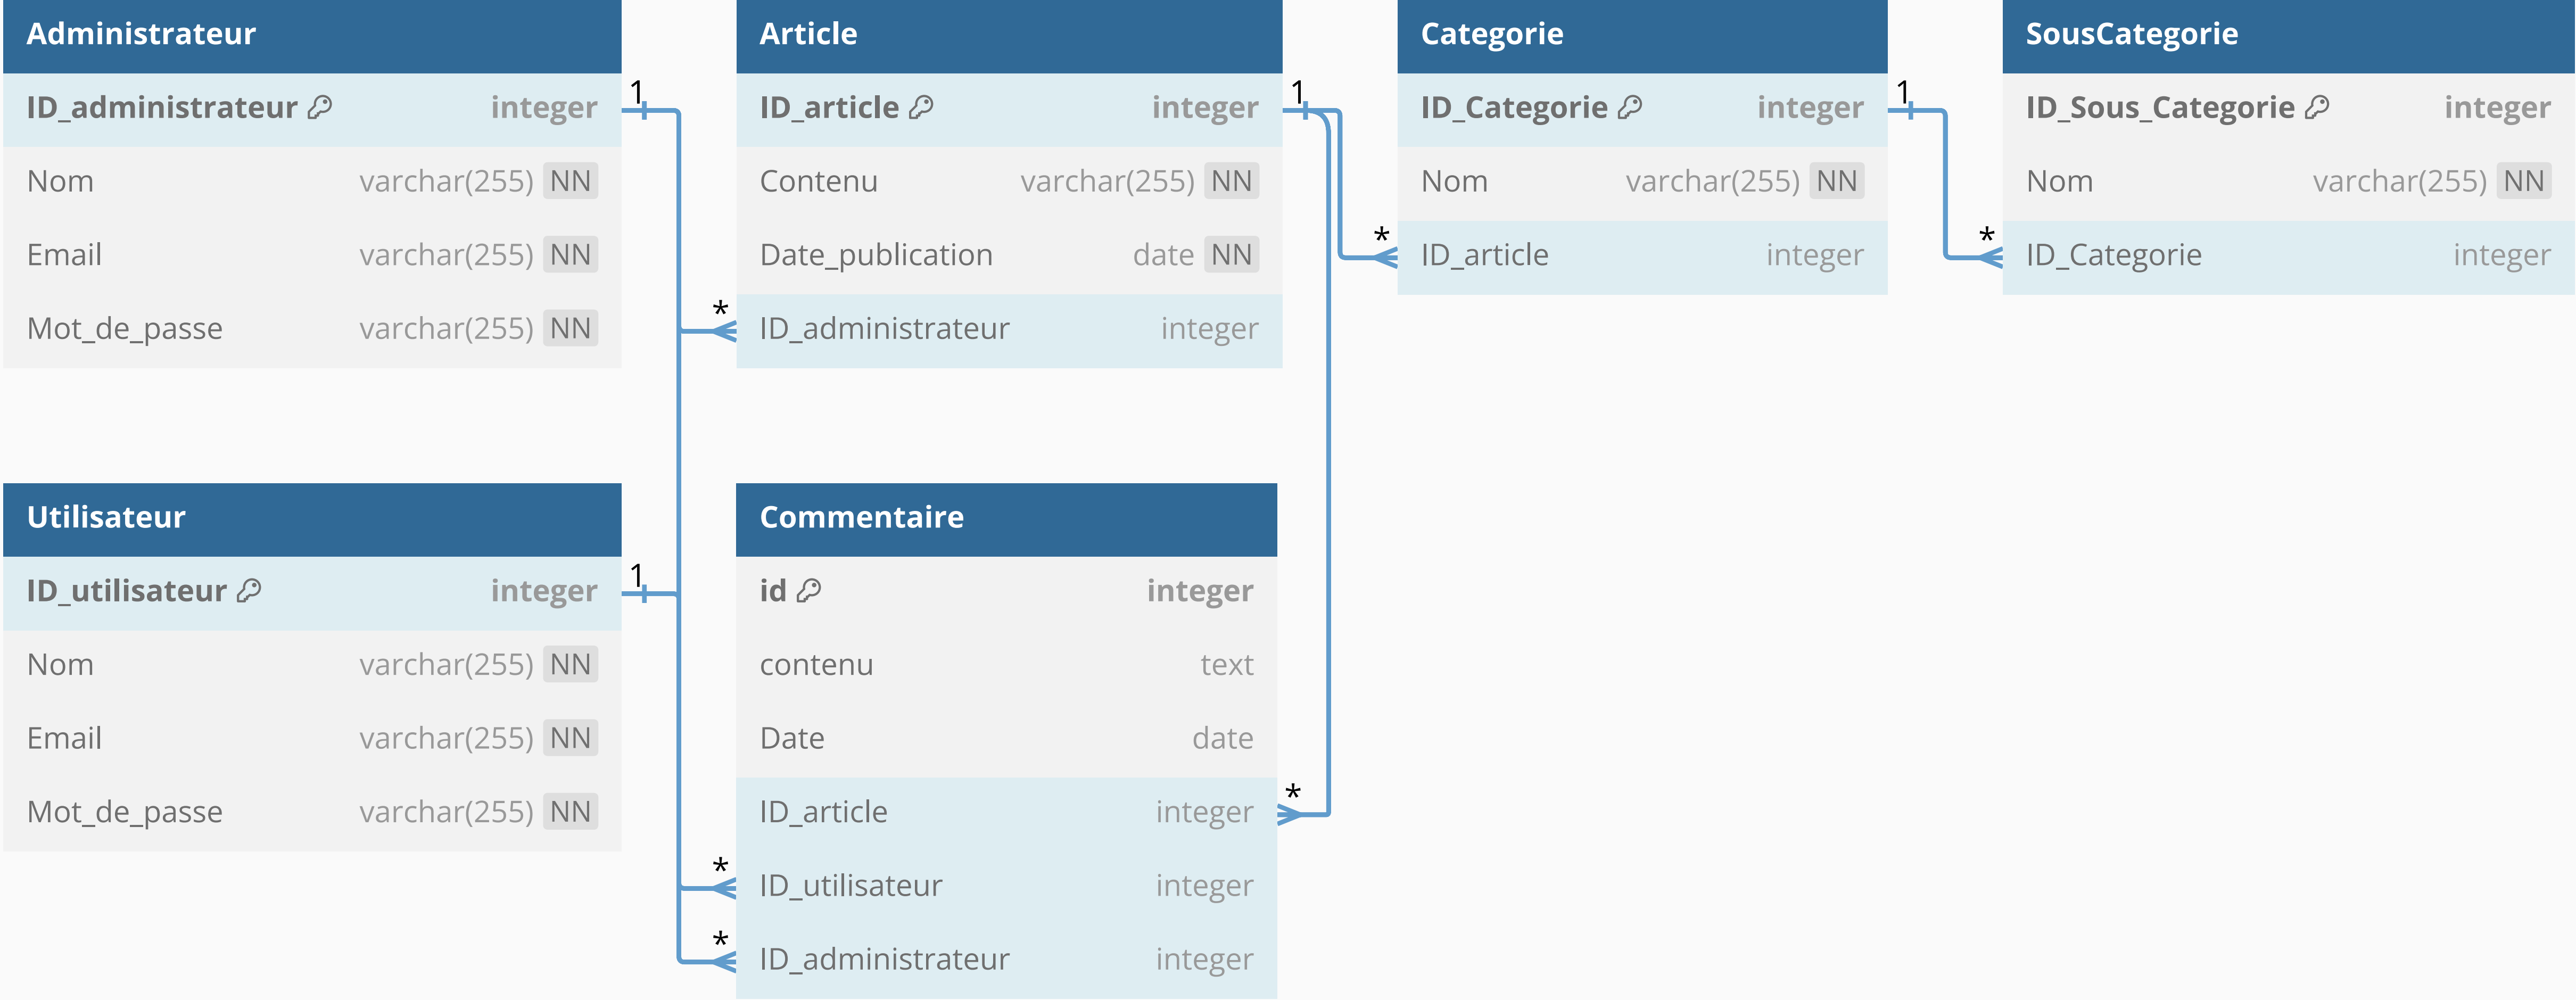 Administrateur
ID_administrateur integer
Nom varchar(255) NN
Email varchar(255) NN
Mot_de_passe varchar(255) NN
1
*
Article
ID_article integer
Contenu varchar(255) NN
Date_publication date NN
ID_administrateur integer
1
*
Categorie
ID_Categorie integer
Nom varchar(255) NN
ID_article integer
1
*
SousCategorie
ID_Sous_Categorie integer
Nom varchar(255) NN
ID_Categorie integer
Utilisateur
ID_utilisateur integer
Nom varchar(255) NN
Email varchar(255) NN
Mot_de_passe varchar(255) NN
1
*
*
Commentaire
id integer
contenu text
Date date
ID_article integer
ID_utilisateur integer
ID_administrateur integer
*